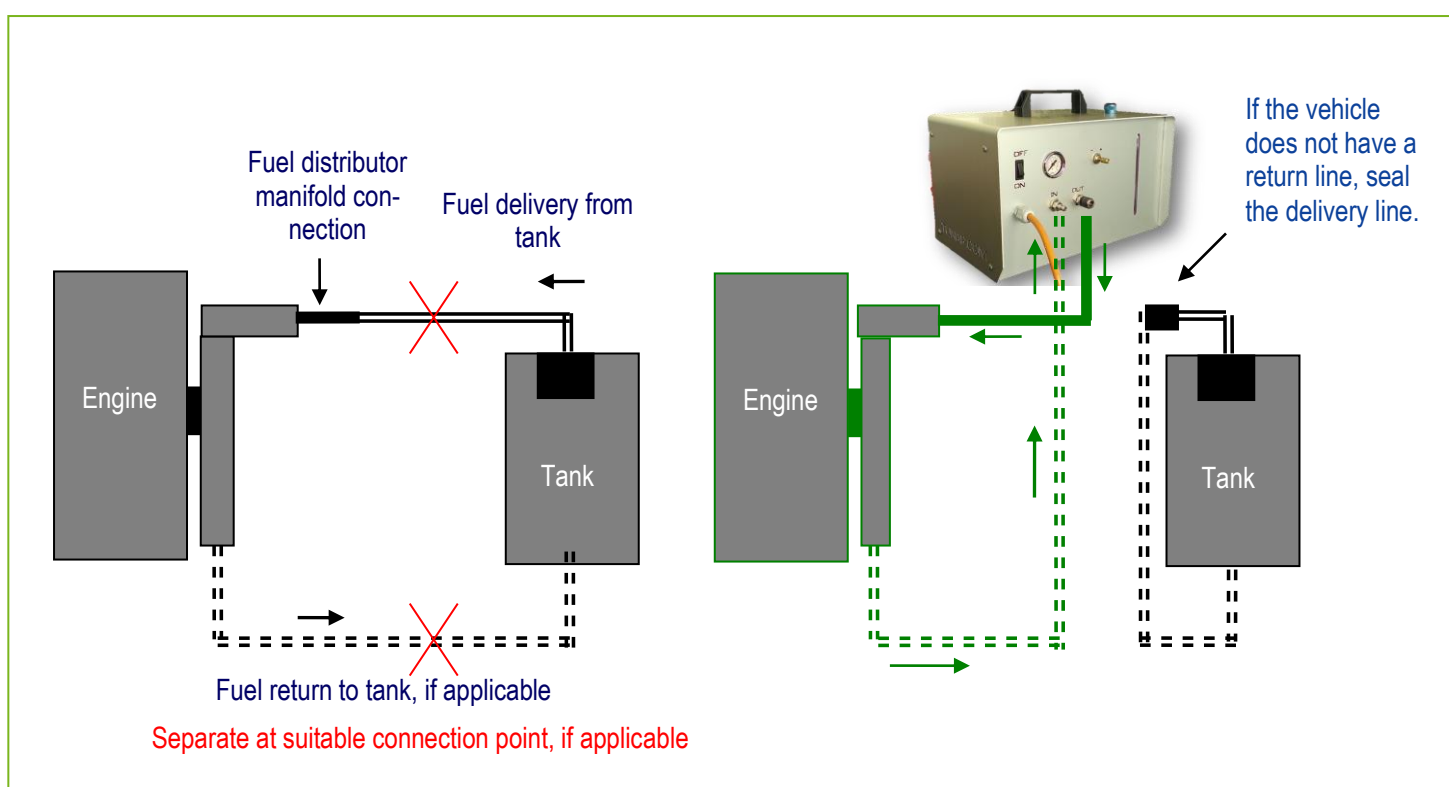 Fuel distributor
manifold con-
nection
Fuel delivery from
tank
Engine
Tank
Fuel return to tank, if applicable
Separate at suitable connection point, if applicable
OFF
ON
IN
OUT
If the vehicle
does not have a
return line, seal
the delivery line.
Engine
Tank